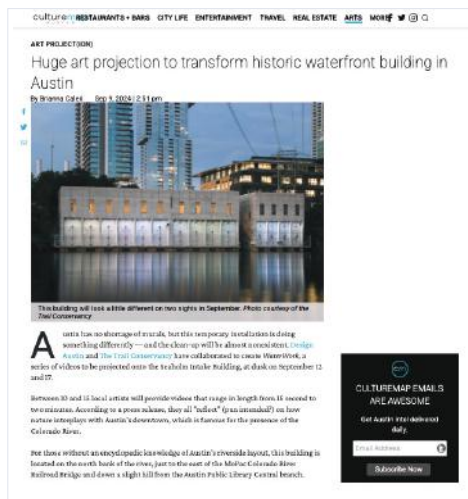 culturemap
RESTAURANTS + BARS CITY LIFE ENTERTAINMENT TRAVEL REAL ESTATE ARTS MORE
ART PROJECT(ION)
Huge art projection to transform historic waterfront building in
Austin
By Brianna Caleri Sep 9, 2024 | 2:51 pm
This building will look a little different on two nights in September. Photo courtesy of the
Trail Conservancy
Austin has no shortage of murals, but this temporary installation is doing
something differently — and the clean-up will be almost nonexistent. Design
Austin and The Trail Conservancy have collaborated to create WaterWork, a
series of videos to be projected onto the Seaholm Intake Building, at dusk on September 12
and 17.
Between 10 and 15 local artists will provide videos that range in length from 15 second to
two minutes. According to a press release, they all "reflect" (pun intended?) on how
nature interplays with Austin's downtown, which is famous for the presence of the
Colorado River.
For those without an encyclopedic knowledge of Austin's riverside layout, this building is
located on the north bank of the river, just to the east of the MoPac Colorado River
Railroad Bridge and down a slight hill from the Austin Public Library Central branch.
CULTUREMAP EMAILS
ARE AWESOME
Get Austin intel delivered
daily.
Email Address
Subscribe Now